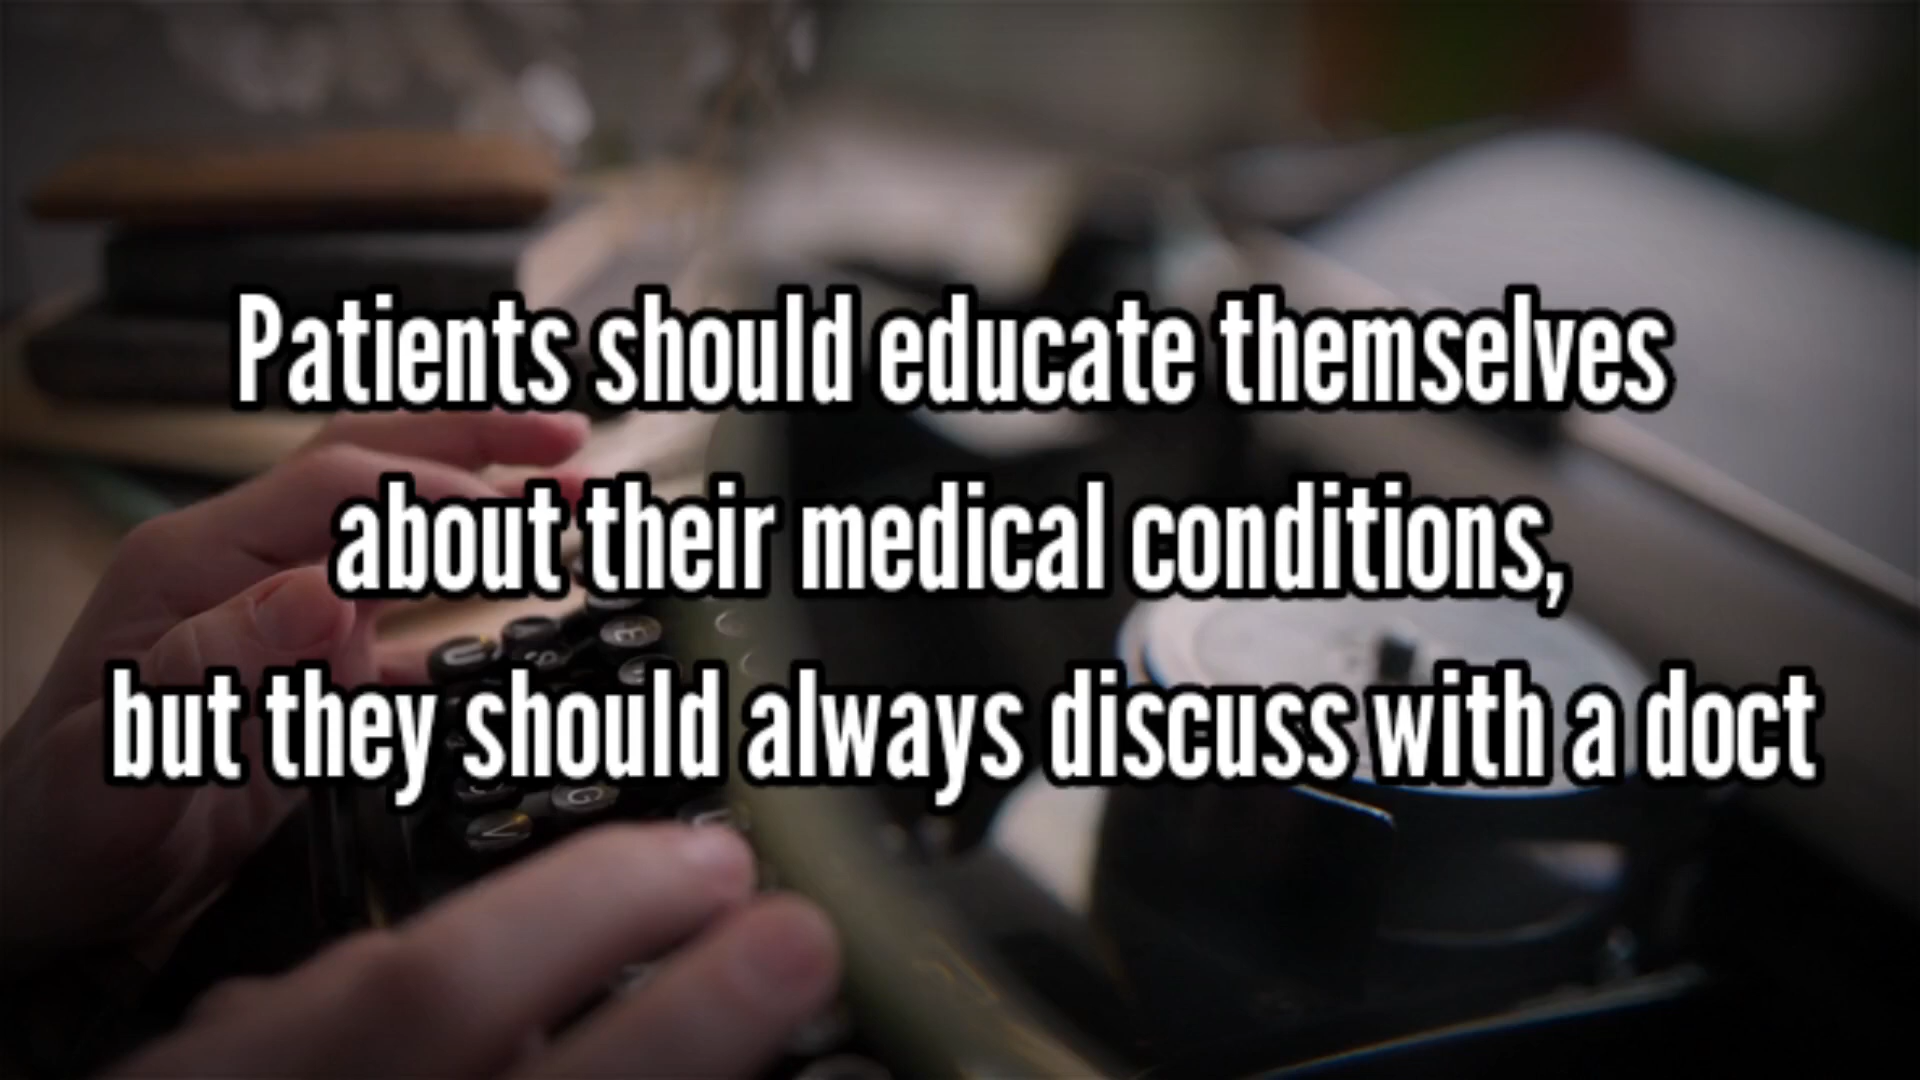 Patients should educate themselves
about their medical conditions,
but they should always discuss with a doct